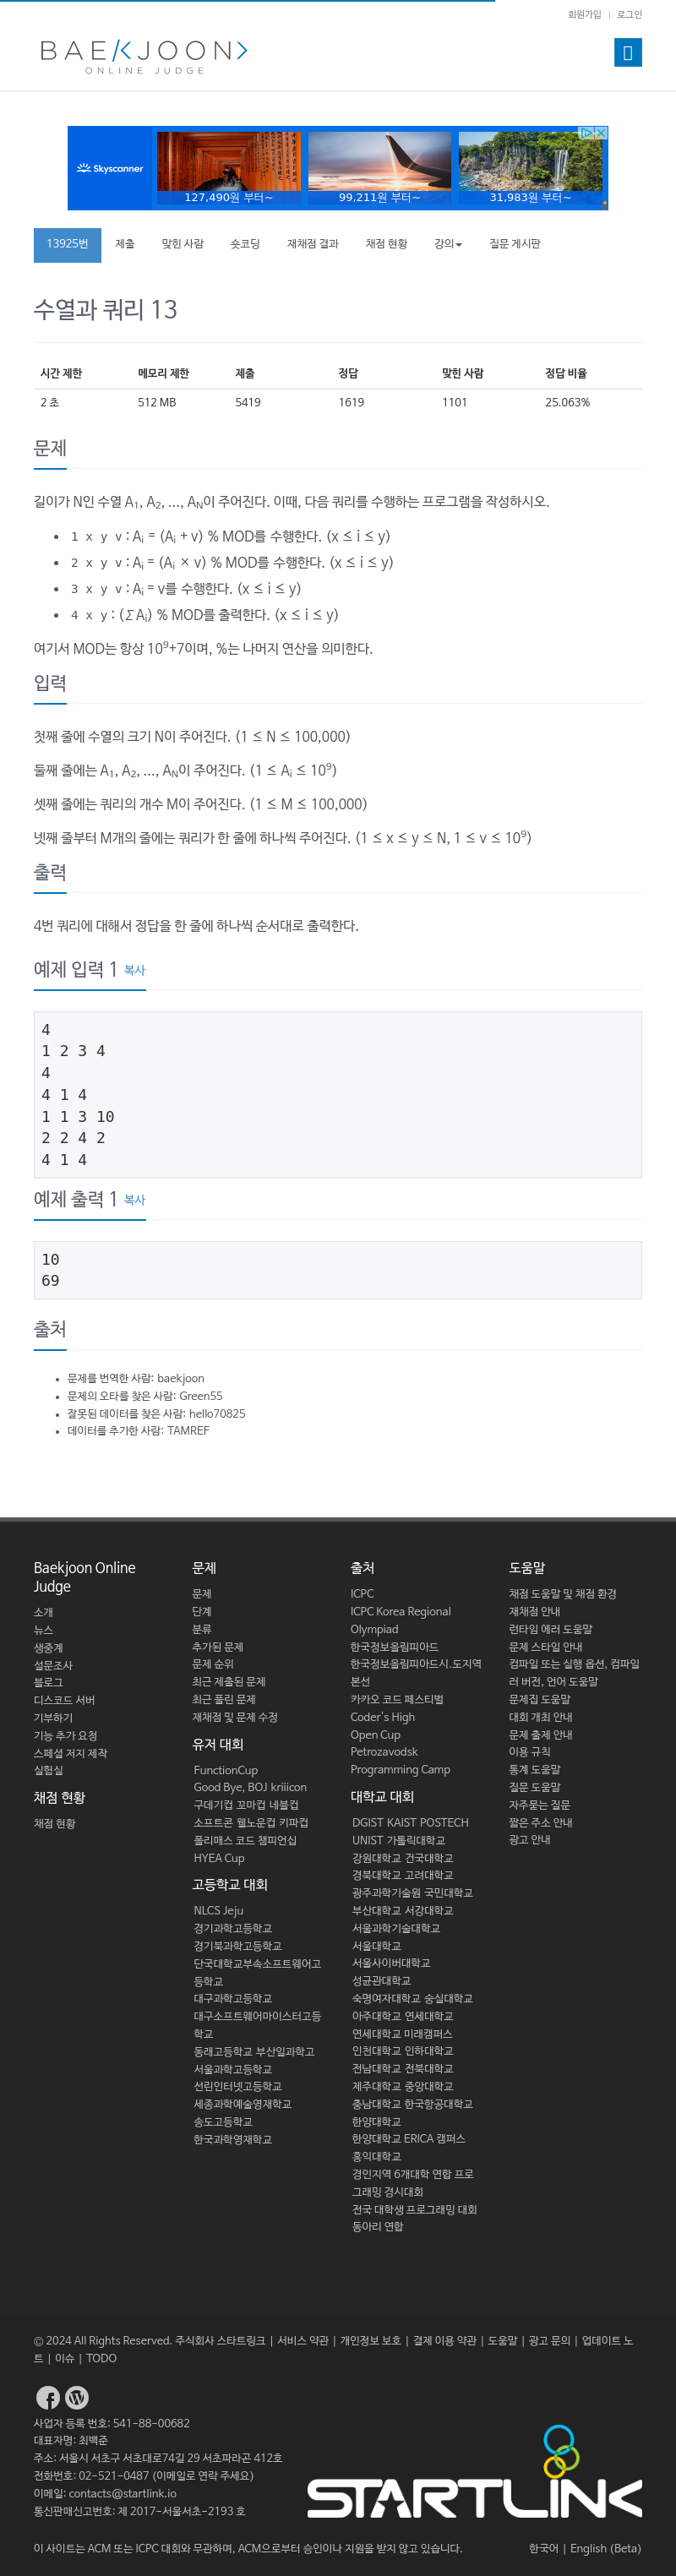 회원가입 | 로그인
BAEKJOON>
ONLINE JUDGE
Skyscanner
127,490원 부터~ 99,211원 부터~ 31,983원 부터~
13925번 제출 맞힌 사람 숏코딩 재채점 결과 채점 현황 강의 질문 게시판
수열과 쿼리 13
시간 제한 메모리 제한 제출 정답 맞힌 사람 정답 비율
2 초 512 MB 5419 1619 1101 25.063%
문제
길이가 N인 수열 A1, A2, ..., AN이 주어진다. 이때, 다음 쿼리를 수행하는 프로그램을 작성하시오.
• 1 x y v : Ai = (Ai + v) % MOD를 수행한다. (x ≤ i ≤ y)
• 2 x y v : Ai = (Ai × v) % MOD를 수행한다. (x ≤ i ≤ y)
• 3 x y v : Ai = v를 수행한다. (x ≤ i ≤ y)
• 4 x y : (ΣAi) % MOD를 출력한다. (x ≤ i ≤ y)
여기서 MOD는 항상 10^9+7이며, %는 나머지 연산을 의미한다.
입력
첫째 줄에 수열의 크기 N이 주어진다. (1 ≤ N ≤ 100,000)
둘째 줄에는 A1, A2, ..., AN이 주어진다. (1 ≤ Ai ≤ 10^9)
셋째 줄에는 쿼리의 개수 M이 주어진다. (1 ≤ M ≤ 100,000)
넷째 줄부터 M개의 줄에는 쿼리가 한 줄에 하나씩 주어진다. (1 ≤ x ≤ y ≤ N, 1 ≤ v ≤ 10^9)
출력
4번 쿼리에 대해서 정답을 한 줄에 하나씩 순서대로 출력한다.
예제 입력 1 복사
4
1 2 3 4
4
4 1 4
1 1 3 10
2 2 4 2
4 1 4
예제 출력 1 복사
10
69
출처
• 문제를 번역한 사람: baekjoon
• 문제의 오타를 찾은 사람: Green55
• 잘못된 데이터를 찾은 사람: hello70825
• 데이터를 추가한 사람: TAMREF
Baekjoon Online
Judge
소개
뉴스
생중계
설문조사
블로그
디스코드 서버
기부하기
기능 추가 요청
스페셜 저지 제작
실험실
채점 현황
채점 현황
문제
문제
단계
분류
추가된 문제
문제 순위
최근 제출된 문제
최근 풀린 문제
재채점 및 문제 수정
유저 대회
FunctionCup
Good Bye, BOJ kriiicon
구데기컵 꼬마컵 네블컵
소프트콘 웰노운컵 키파컵
폴리매스 코드 챔피언십
HYEA Cup
고등학교 대회
NLCS Jeju
경기과학고등학교
경기북과학고등학교
단국대학교부속소프트웨어고
등학교
대구과학고등학교
대구소프트웨어마이스터고등
학교
동래고등학교 부산일과학고
서울과학고등학교
선린인터넷고등학교
세종과학예술영재학교
송도고등학교
한국과학영재학교
출처
ICPC
ICPC Korea Regional
Olympiad
한국정보올림피아드
한국정보올림피아드시.도지역
본선
카카오 코드 페스티벌
Coder's High
Open Cup
Petrozavodsk
Programming Camp
대학교 대회
DGIST KAIST POSTECH
UNIST 가톨릭대학교
강원대학교 건국대학교
경북대학교 고려대학교
광주과학기술원 국민대학교
부산대학교 서강대학교
서울과학기술대학교
서울대학교
서울사이버대학교
성균관대학교
숙명여자대학교 숭실대학교
아주대학교 연세대학교
연세대학교 미래캠퍼스
인천대학교 인하대학교
전남대학교 전북대학교
제주대학교 중앙대학교
충남대학교 한국항공대학교
한양대학교
한양대학교 ERICA 캠퍼스
홍익대학교
경인지역 6개대학 연합 프로
그래밍 경시대회
전국 대학생 프로그래밍 대회
동아리 연합
도움말
채점 도움말 및 채점 환경
재채점 안내
런타임 에러 도움말
문제 스타일 안내
컴파일 또는 실행 옵션, 컴파일
러 버전, 언어 도움말
문제집 도움말
대회 개최 안내
문제 출제 안내
이용 규칙
통계 도움말
질문 도움말
자주묻는 질문
짧은 주소 안내
광고 안내
© 2024 All Rights Reserved. 주식회사 스타트링크 | 서비스 약관 | 개인정보 보호 | 결제 이용 약관 | 도움말 | 광고 문의 | 업데이트 노
트 | 이슈 | TODO
사업자 등록 번호: 541-88-00682
대표자명: 최백준
주소: 서울시 서초구 서초대로74길 29 서초파라곤 412호
전화번호: 02-521-0487 (이메일로 연락 주세요)
이메일: contacts@startlink.io
통신판매신고번호: 제 2017-서울서초-2193 호
STARTLINK
이 사이트는 ACM 또는 ICPC 대회와 무관하며, ACM으로부터 승인이나 지원을 받지 않고 있습니다.
한국어 | English (Beta)